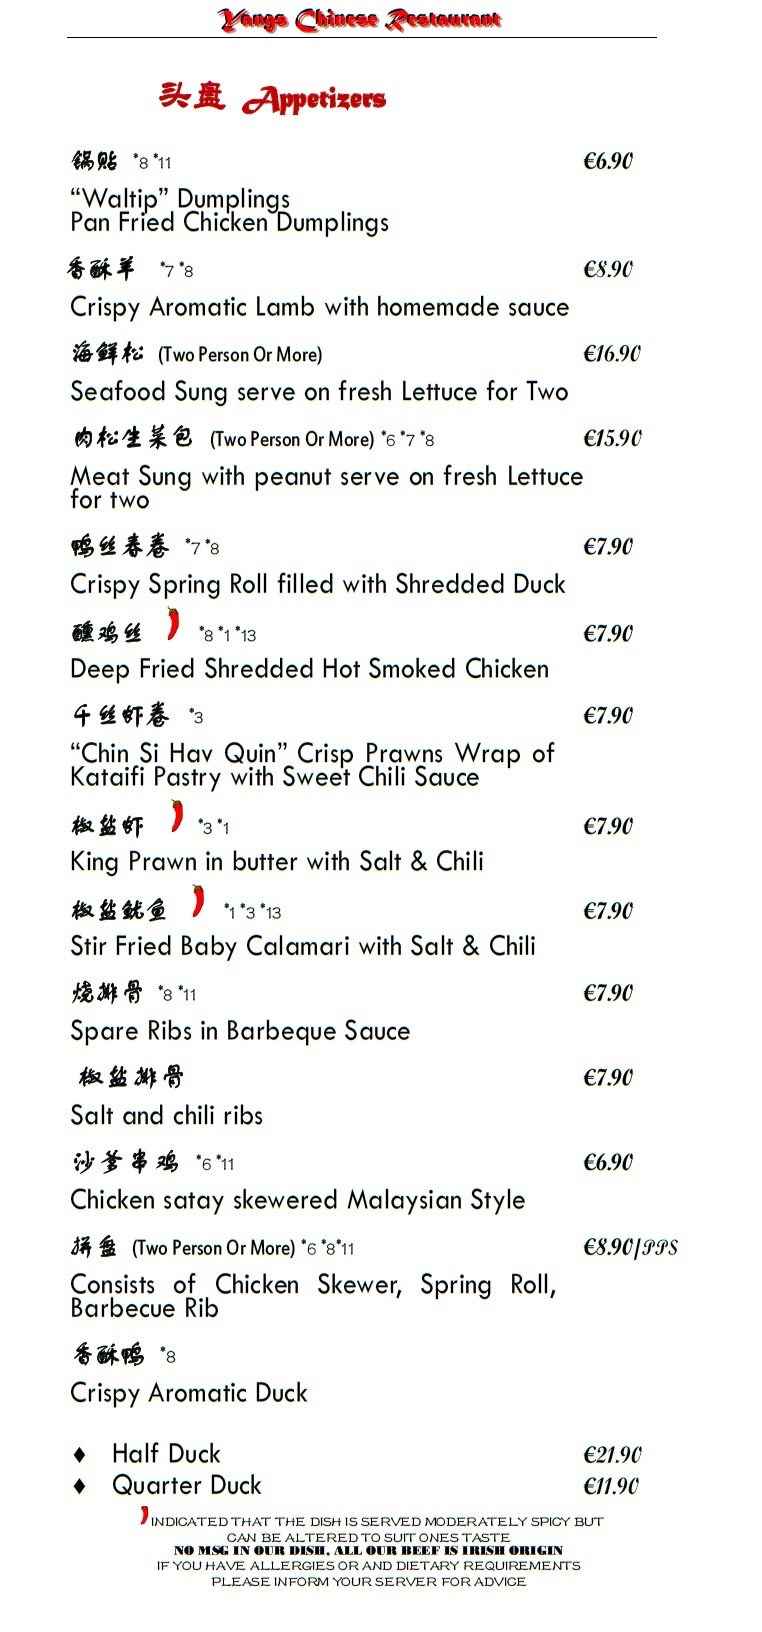 Yangs Chinese Restaurant
头盘 Appetizers
锅贴 *8 *11 €6.90
“Waltip” Dumplings
Pan Fried Chicken Dumplings
香酥羊 *7 *8 €8.90
Crispy Aromatic Lamb with homemade sauce
海鲜松 (Two Person Or More) €16.90
Seafood Sung serve on fresh Lettuce for Two
肉松生菜包 (Two Person Or More) *6 *7 *8 €15.90
Meat Sung with peanut serve on fresh Lettuce
for two
鸭丝春卷 *7 *8 €7.90
Crispy Spring Roll filled with Shredded Duck
醺鸡丝 *8 *1 *13 €7.90
Deep Fried Shredded Hot Smoked Chicken
千丝虾卷 *3 €7.90
“Chin Si Hav Quin” Crisp Prawns Wrap of
Kataifi Pastry with Sweet Chili Sauce
椒盐虾 *3 *1 €7.90
King Prawn in butter with Salt & Chili
椒盐鱿鱼 *1 *3 *13 €7.90
Stir Fried Baby Calamari with Salt & Chili
烧排骨 *8 *11 €7.90
Spare Ribs in Barbeque Sauce
椒盐排骨 €7.90
Salt and chili ribs
沙爹串鸡 *6 *11 €6.90
Chicken satay skewered Malaysian Style
拼盘 (Two Person Or More) *6 *8*11 €8.90/PPS
Consists of Chicken Skewer, Spring Roll,
Barbecue Rib
香酥鸭 *8
Crispy Aromatic Duck
♦ Half Duck €21.90
♦ Quarter Duck €11.90
INDICATED THAT THE DISH IS SERVED MODERATELY SPICY BUT
CAN BE ALTERED TO SUIT ONES TASTE
NO MSG IN OUR DISH, ALL OUR BEEF IS IRISH ORIGIN
IF YOU HAVE ALLERGIES OR AND DIETARY REQUIREMENTS
PLEASE INFORM YOUR SERVER FOR ADVICE